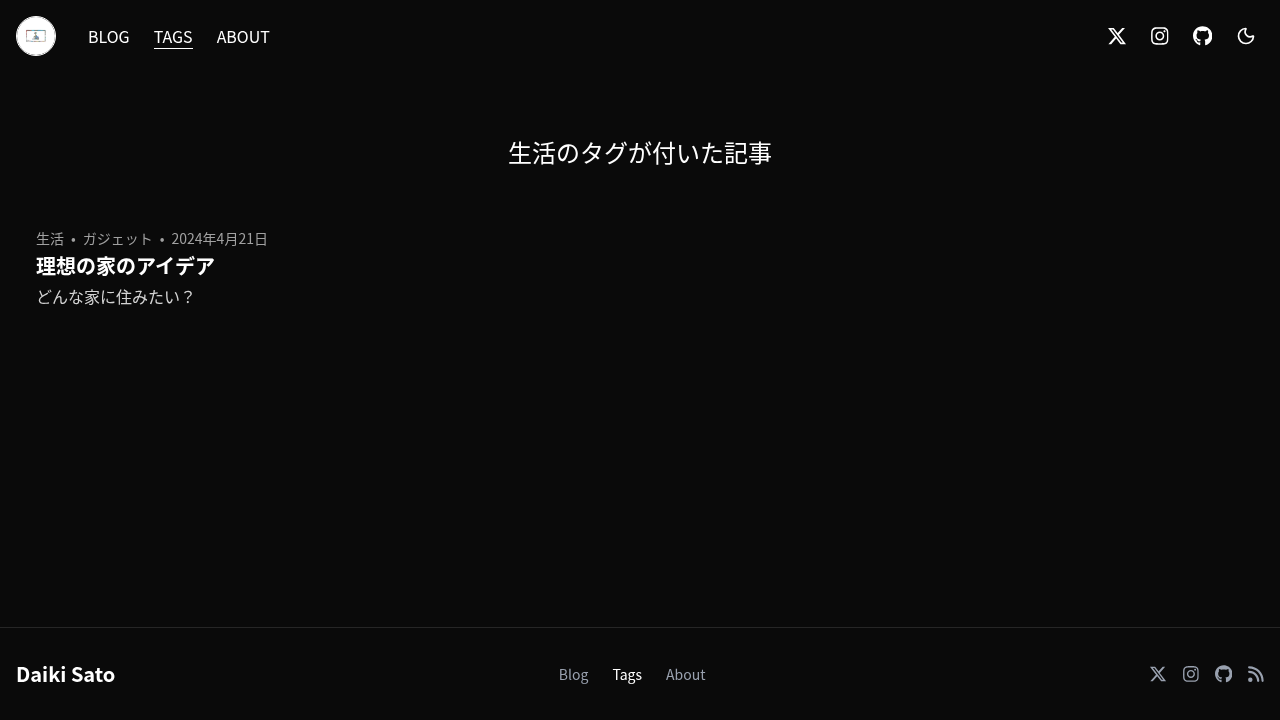 BLOG TAGS ABOUT
生活のタグが付いた記事
生活 • ガジェット • 2024年4月21日
理想の家のアイデア
どんな家に住みたい？
Daiki Sato
Blog Tags About